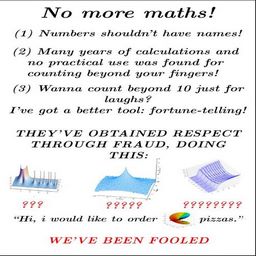 No more maths!
(1) Numbers shouldn't have names!
(2) Many years of calculations and
no practical use was found for
counting beyond your fingers!
(3) Wanna count beyond 10 just for
laughs?
I've got a better tool: fortune-telling!
THEY'VE OBTAINED RESPECT
THROUGH FRAUD, DOING
THIS:
??? ????? ????????
"Hi, i would like to order pizzas."
WE'VE BEEN FOOLED